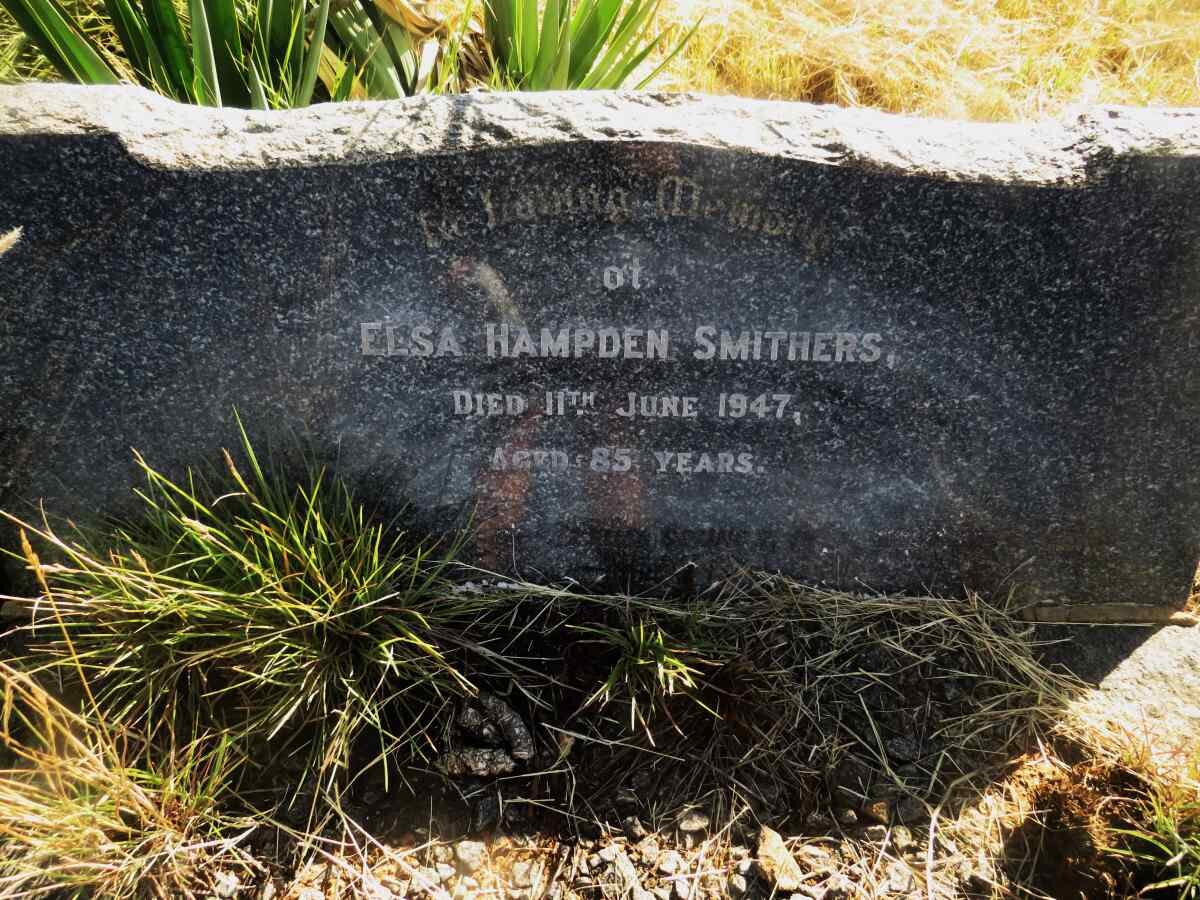 In Loving Memory
of
ELSA HAMPDEN SMITHERS,
DIED 11TH JUNE 1947,
AGED 85 YEARS.